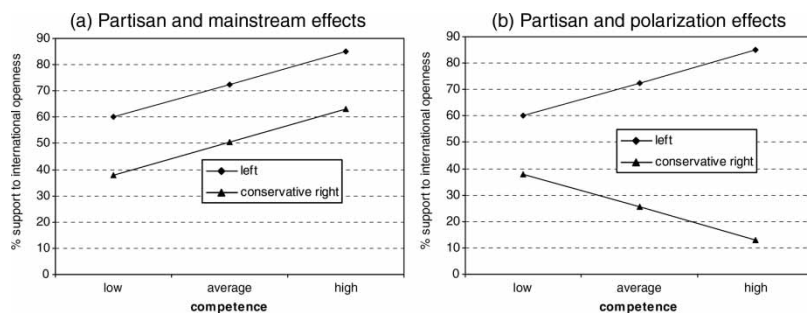 (a) Partisan and mainstream effects
90
80
70
60
50
40
30
20
10
0
% support to international openness
left
conservative right
low average high
competence
(b) Partisan and polarization effects
90
80
70
60
50
40
30
20
10
0
% support to international openness
left
conservative right
low average high
competence